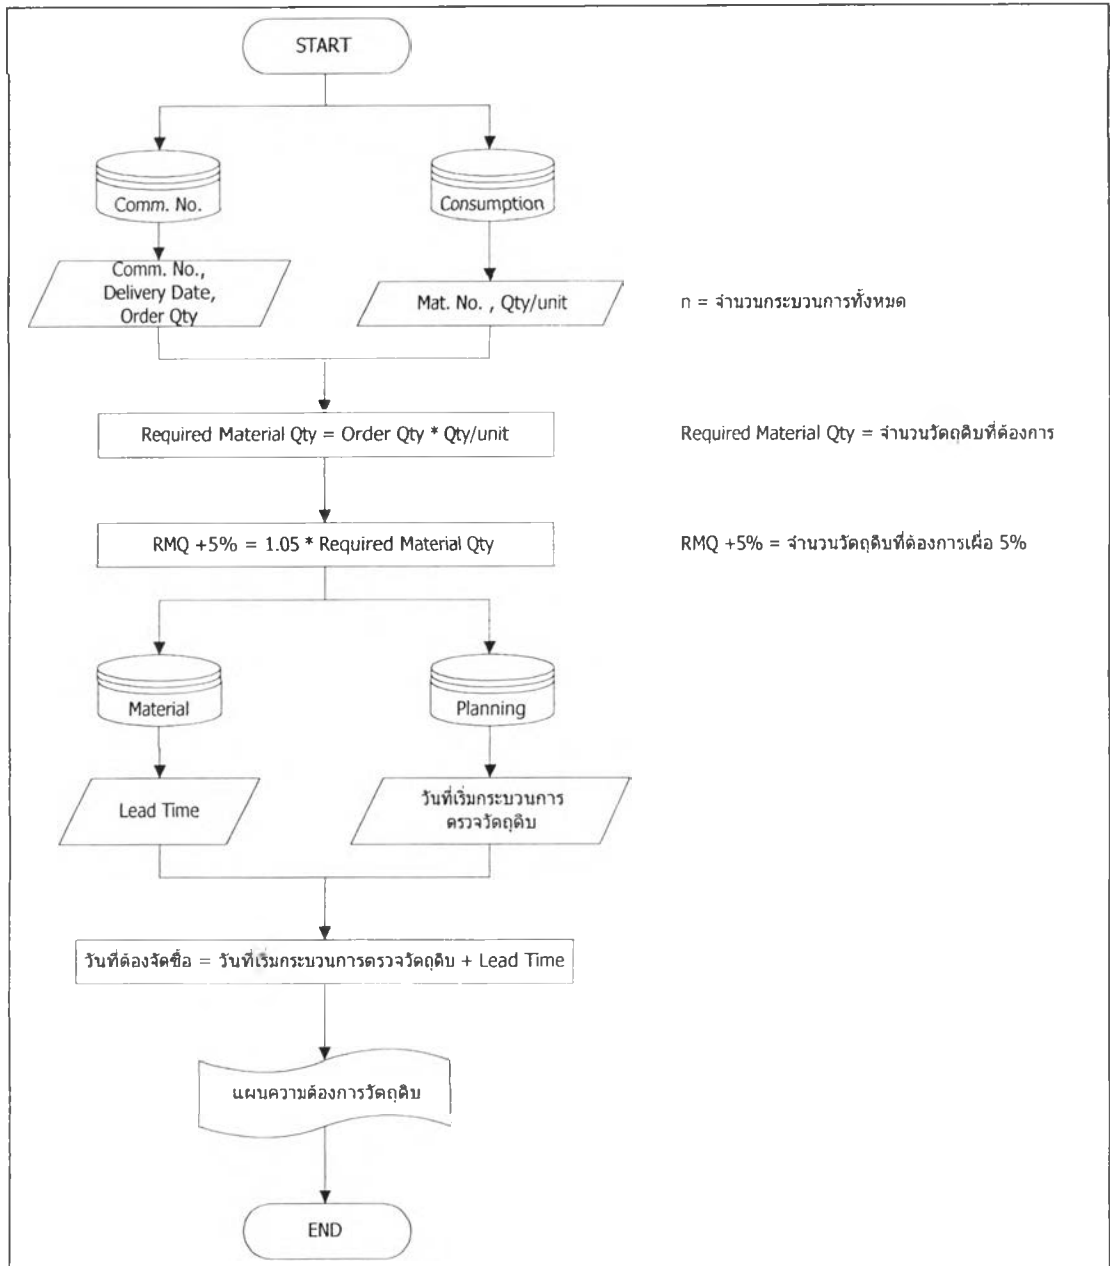 START
Comm. No.
Consumption
Comm. No.,
Delivery Date,
Order Qty
Mat. No. , Qty/unit
n = จำนวนกระบวนการทั้งหมด
Required Material Qty = Order Qty * Qty/unit
Required Material Qty = จำนวนวัตถุดิบที่ต้องการ
RMQ +5% = 1.05 * Required Material Qty
RMQ +5% = จำนวนวัตถุดิบที่ต้องการเผื่อ 5%
Material
Planning
Lead Time
วันที่เริ่มกระบวนการ
ตรวจวัตถุดิบ
วันที่ต้องจัดซื้อ = วันที่เริ่มกระบวนการตรวจวัตถุดิบ + Lead Time
แผนความต้องการวัตถุดิบ
END